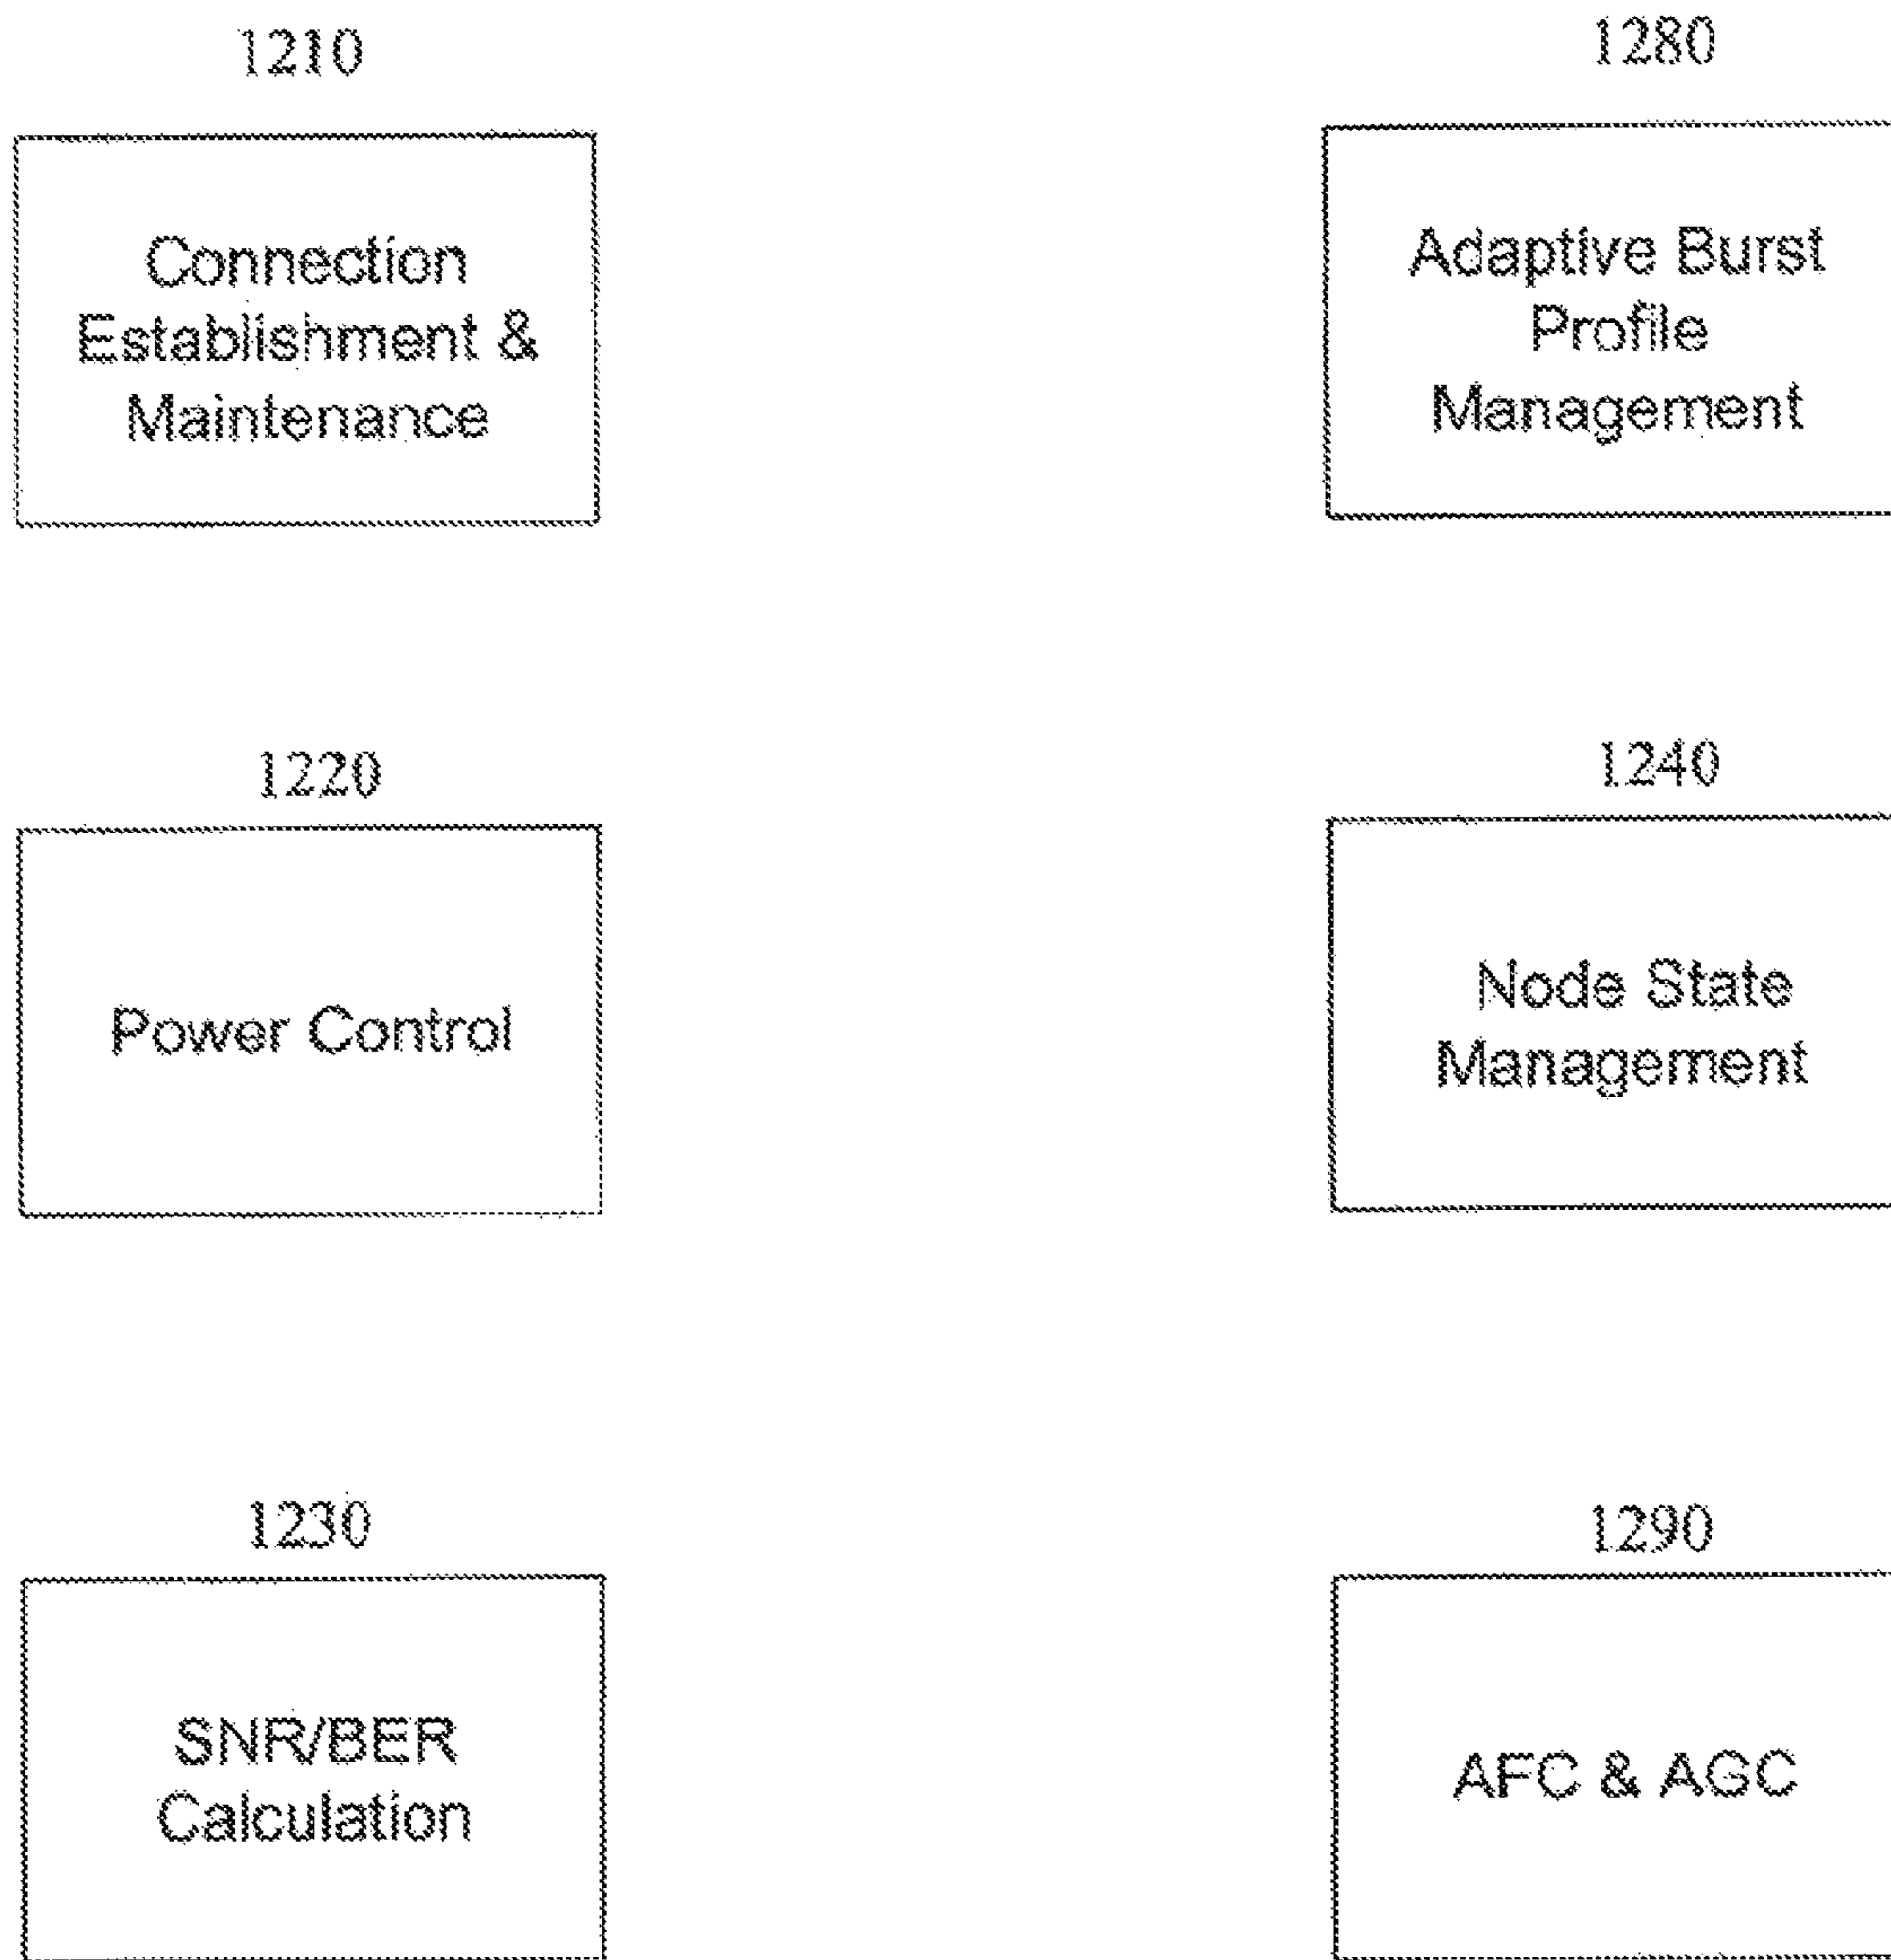 1210
Connection
Establishment &
Maintenance
1280
Adaptive Burst
Profile
Management
1220
Power Control
1240
Node State
Management
1230
SNR/BER
Calculation
1290
AFC & AGC